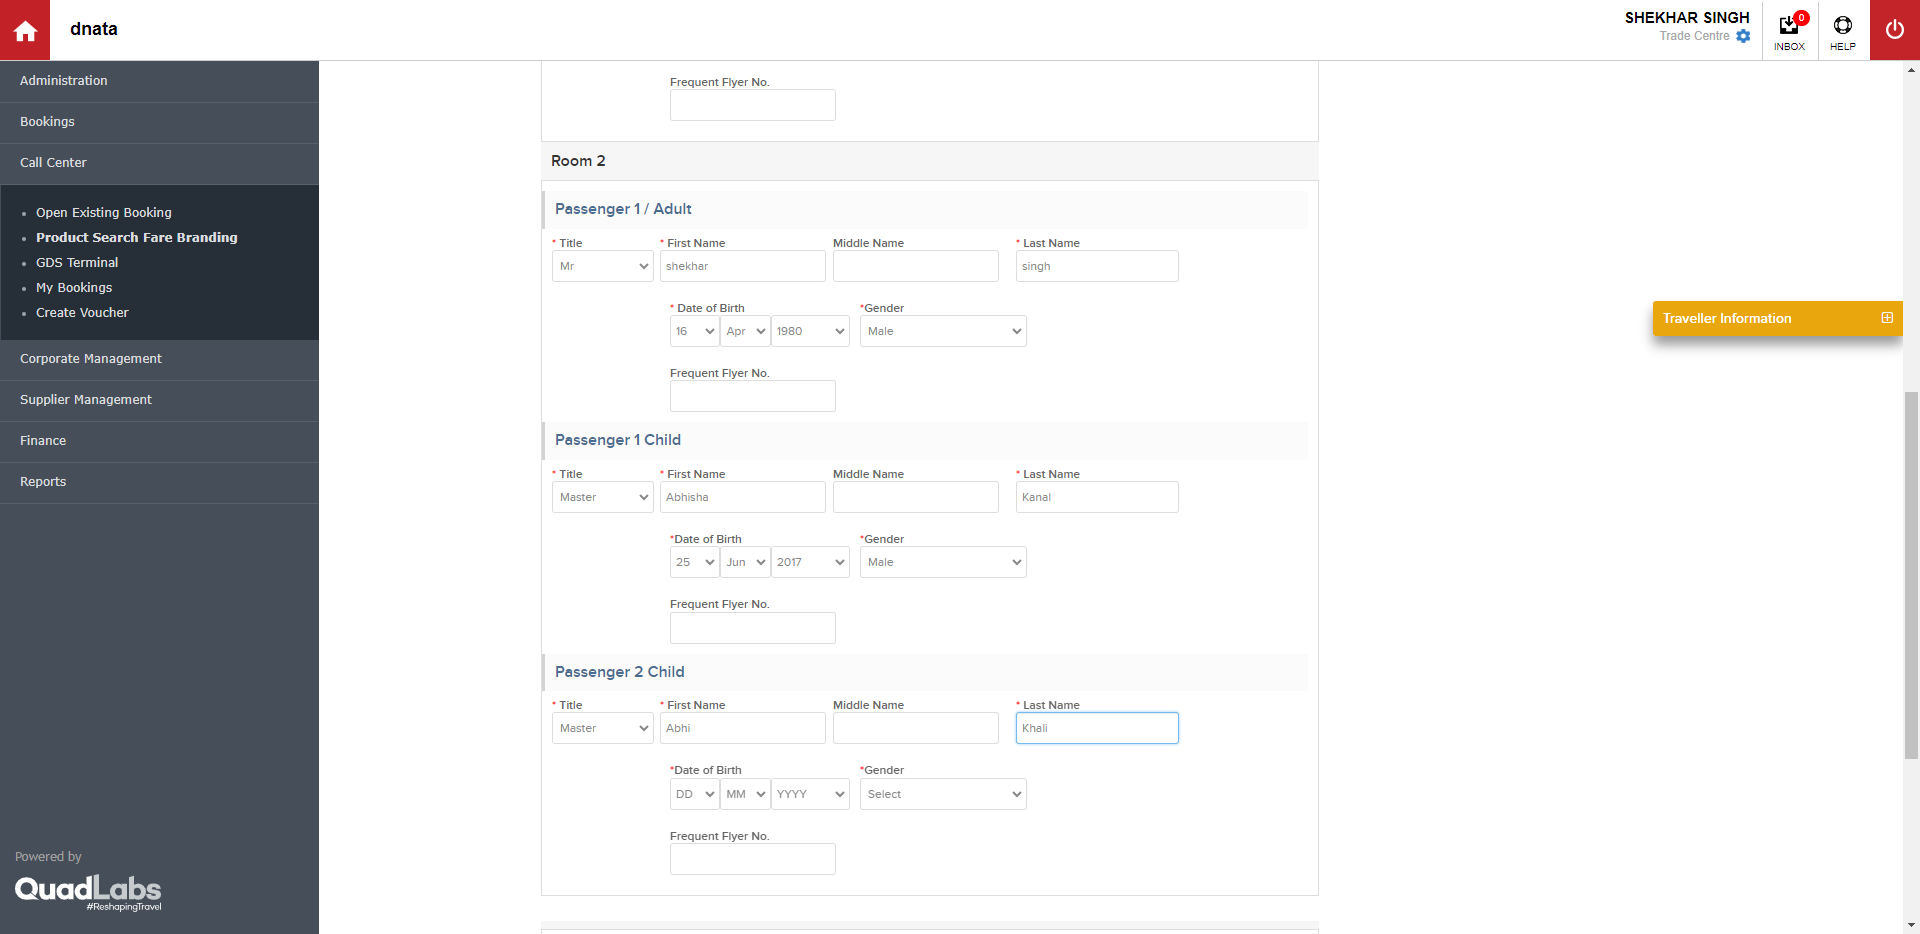 dnata
SHEKHAR SINGH
Trade Centre
0
INBOX
HELP
Administration
Bookings
Call Center
Open Existing Booking
Product Search Fare Branding
GDS Terminal
My Bookings
Create Voucher
Corporate Management
Supplier Management
Finance
Reports
Powered by
QuadLabs
#ReshapingTravel
Frequent Flyer No.
Room 2
Passenger 1 / Adult
* Title * First Name Middle Name * Last Name
Mr shekhar singh
* Date of Birth *Gender
16 Apr 1980 Male
Frequent Flyer No.
Passenger 1 Child
* Title * First Name Middle Name * Last Name
Master Abhisha Kanal
*Date of Birth *Gender
25 Jun 2017 Male
Frequent Flyer No.
Passenger 2 Child
* Title * First Name Middle Name * Last Name
Master Abhi Khali
*Date of Birth *Gender
DD MM YYYY Select
Frequent Flyer No.
Traveller Information